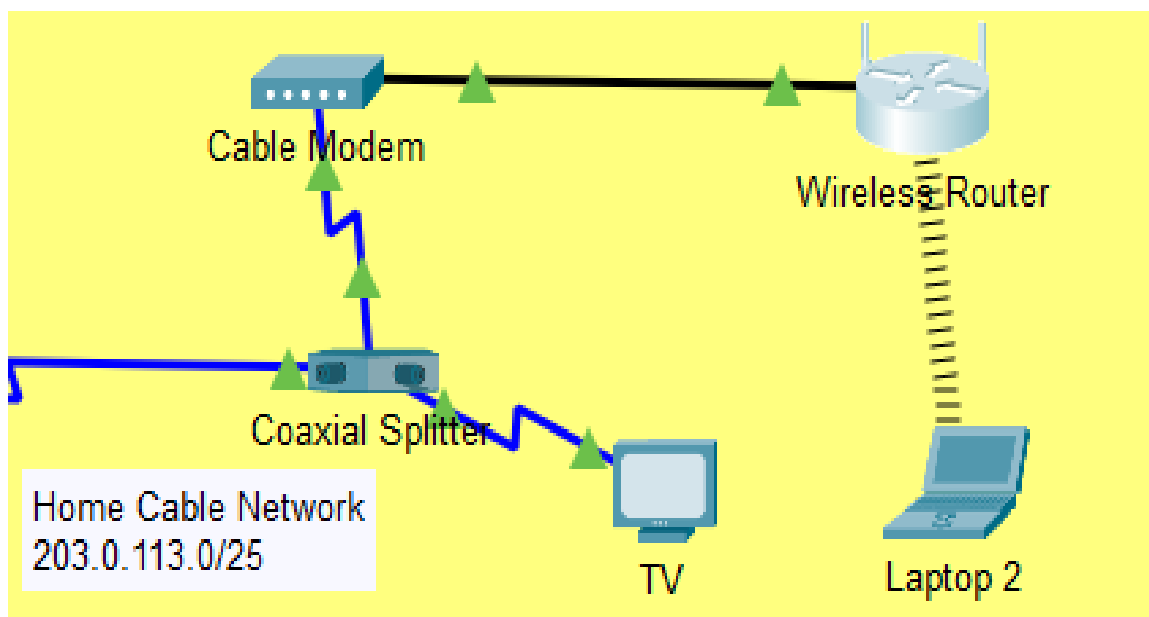 Cable Modem
Wireless Router
Coaxial Splitter
Home Cable Network
203.0.113.0/25
TV
Laptop 2